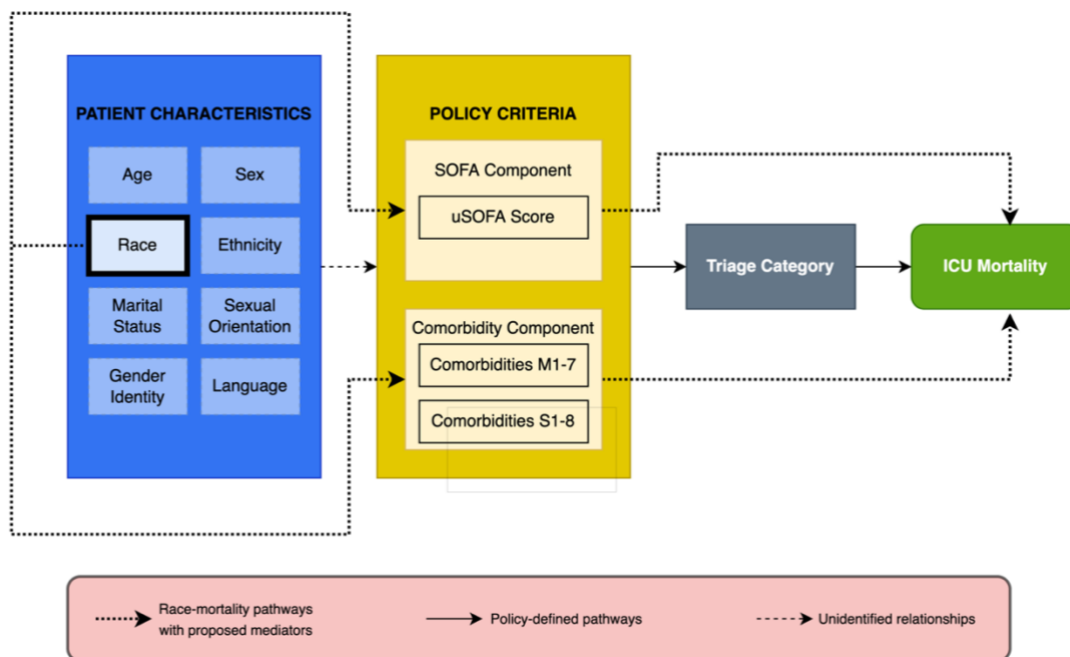 PATIENT CHARACTERISTICS
Age
Sex
Race
Ethnicity
Marital
Status
Sexual
Orientation
Gender
Identity
Language
POLICY CRITERIA
SOFA Component
uSOFA Score
Comorbidity Component
Comorbidities M1-7
Comorbidities S1-8
Triage Category
ICU Mortality
Race-mortality pathways
with proposed mediators
Policy-defined pathways
Unidentified relationships